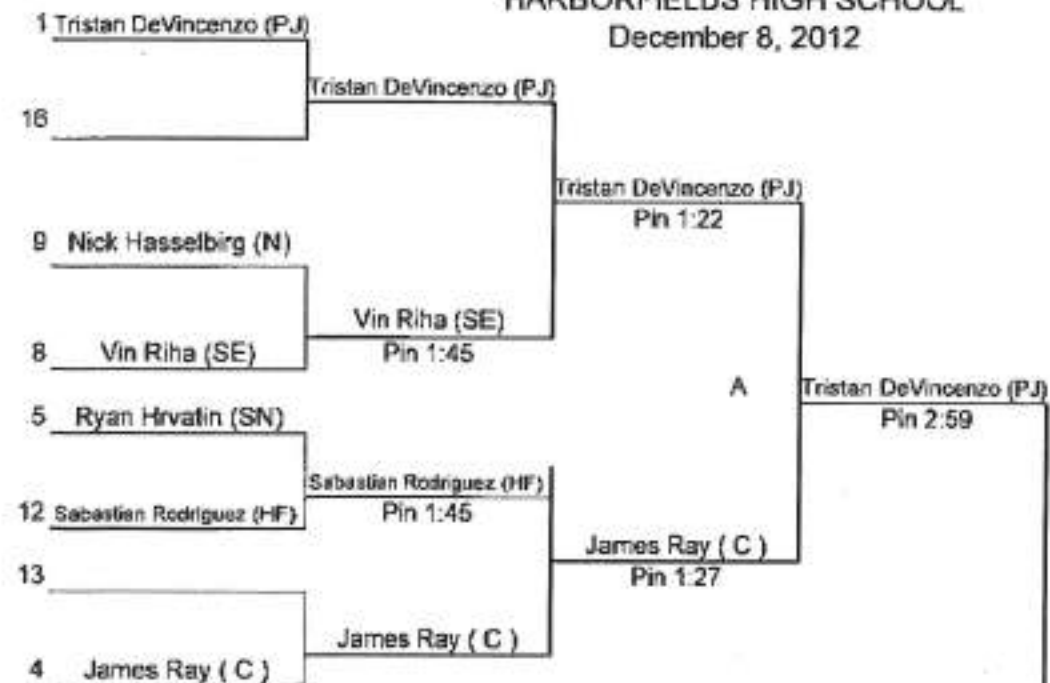 HARBORFIELDS HIGH SCHOOL
December 8, 2012
1 Tristan DeVincenzo (PJ)
Tristan DeVincenzo (PJ)
16
Tristan DeVincenzo (PJ)
Pin 1:22
9 Nick Hasselbirg (N)
Vin Riha (SE)
Pin 1:45
8 Vin Riha (SE)
A
Tristan DeVincenzo (PJ)
Pin 2:59
5 Ryan Hrvatin (SN)
Sabastian Rodriguez (HF)
Pin 1:45
12 Sabastian Rodriguez (HF)
James Ray ( C )
Pin 1:27
13
James Ray ( C )
4 James Ray ( C )